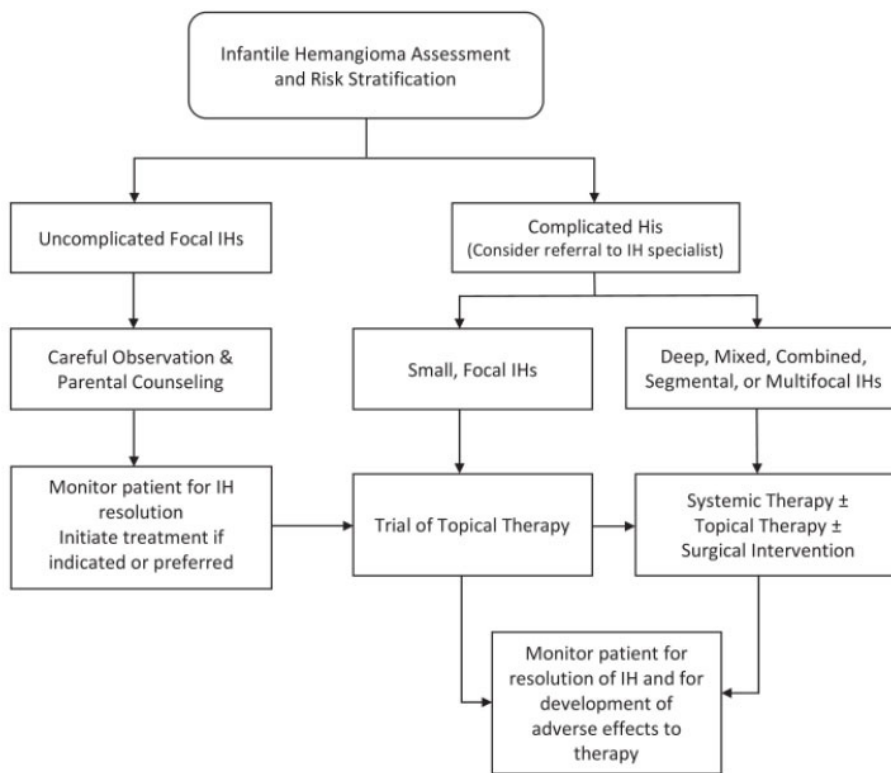 Infantile Hemangioma Assessment
and Risk Stratification
Uncomplicated Focal IHs
Complicated His
(Consider referral to IH specialist)
Careful Observation &
Parental Counseling
Small, Focal IHs
Deep, Mixed, Combined,
Segmental, or Multifocal IHs
Monitor patient for IH
resolution
Initiate treatment if
indicated or preferred
Trial of Topical Therapy
Systemic Therapy ±
Topical Therapy ±
Surgical Intervention
Monitor patient for
resolution of IH and for
development of
adverse effects to
therapy